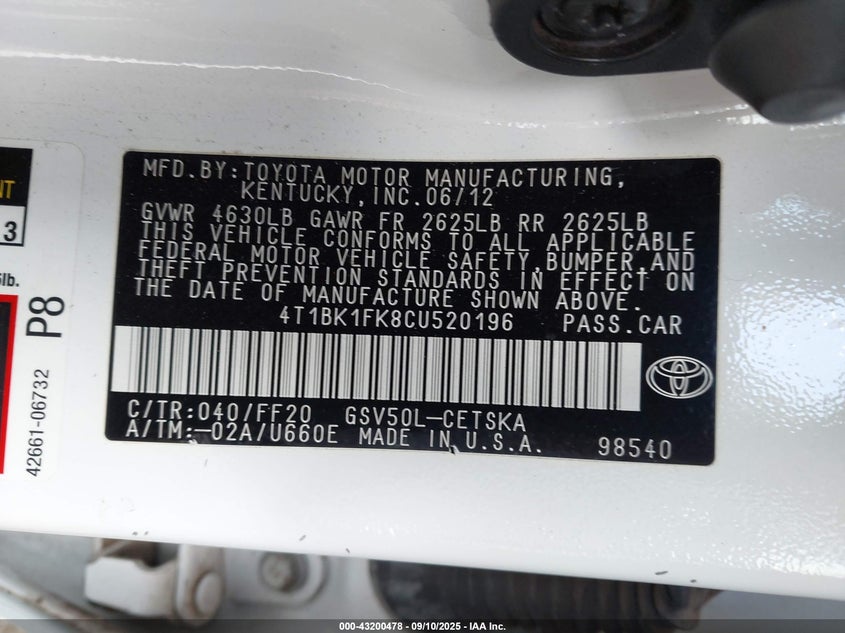 MFD.BY:TOYOTA MOTOR MANUFACTURING,
KENTUCKY, INC.06/12
GVWR 4630LB GAWR FR 2625LB RR 2625LB
THIS VEHICLE CONFORMS TO ALL APPLICABLE
FEDERAL MOTOR VEHICLE SAFETY,BUMPER,AND
THEFT PREVENTION STANDARDS IN EFFECT ON
THE DATE OF MANUFACTURE SHOWN ABOVE.
4T1BK1FK8CU520196 PASS.CAR
C/TR:040/FF20 GSV50L-CETSKA
A/TM:-02A/U660E MADE IN U.S.A. 98540
NT
3
lb.
P8
42661-06732
000-43200478 - 09/10/2025 - IAA Inc.